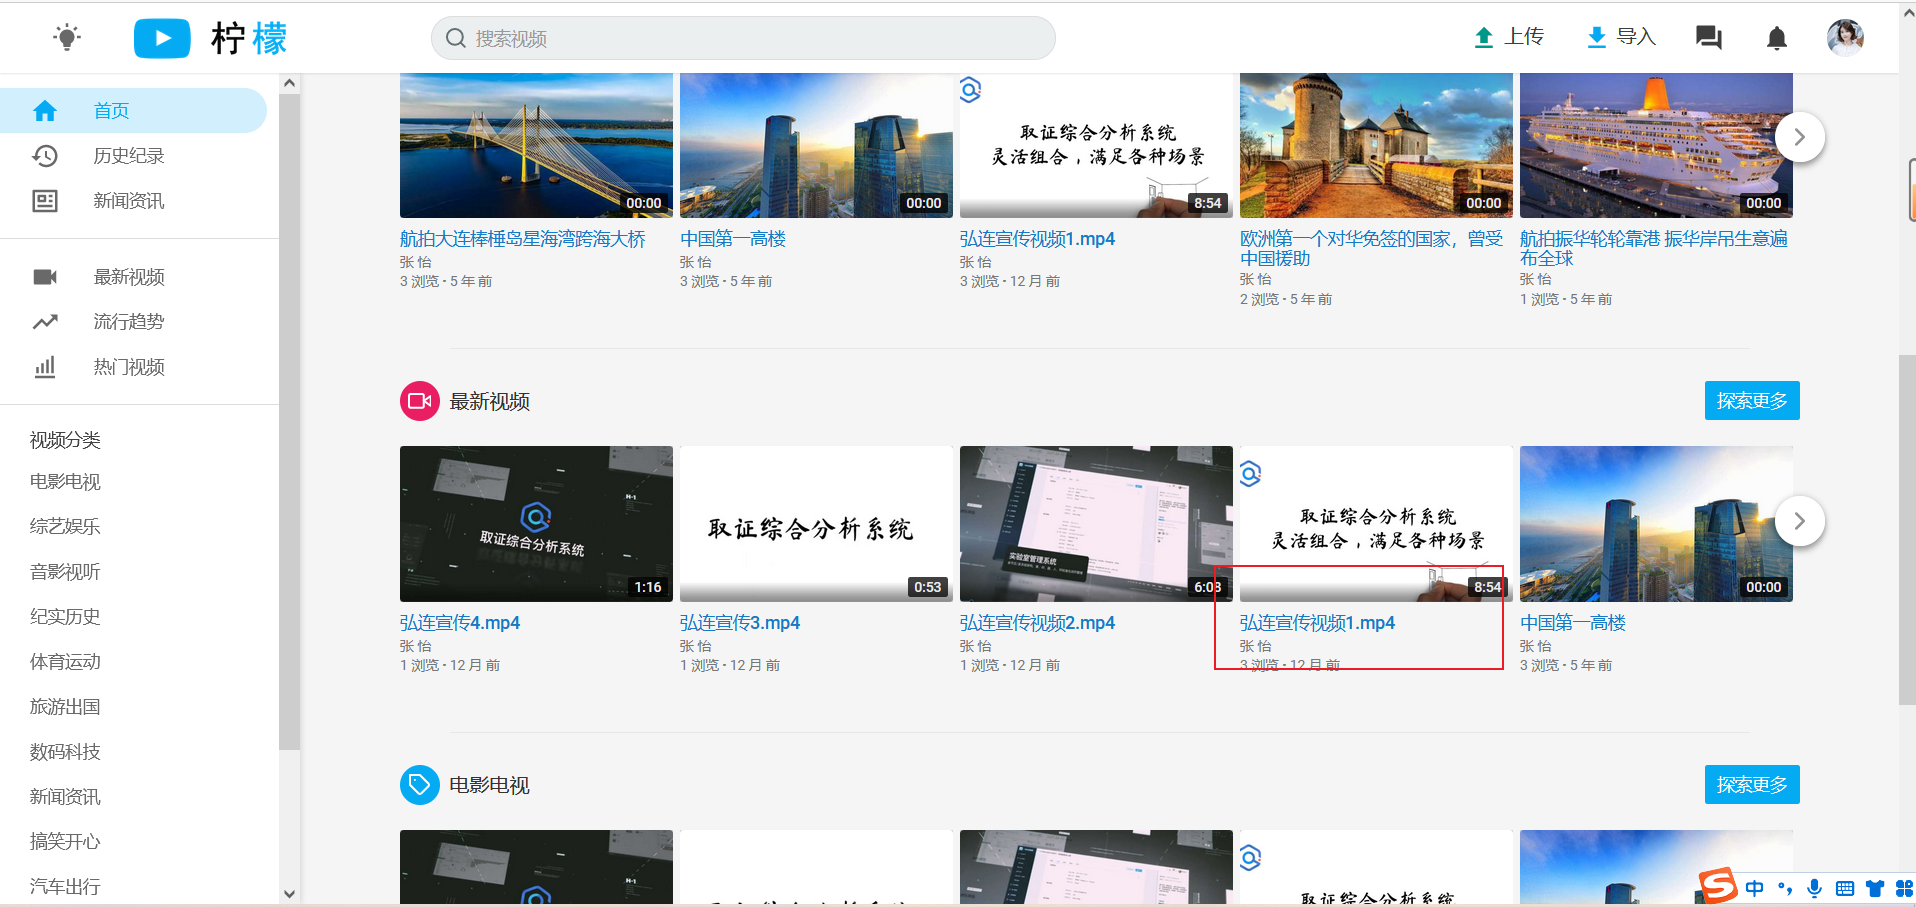 柠檬
搜索视频
上传
导入
首页
历史纪录
新闻资讯
最新视频
流行趋势
热门视频
视频分类
电影电视
综艺娱乐
音影视听
纪实历史
体育运动
旅游出国
数码科技
新闻资讯
搞笑开心
汽车出行
00:00
航拍大连棒棰岛星海湾跨海大桥
张 怡
3 浏览 - 5 年 前
00:00
中国第一高楼
张 怡
3 浏览 - 5 年 前
取证综合分析系统
灵活组合，满足各种场景
8:54
弘连宣传视频1.mp4
张 怡
3 浏览 - 12 月 前
00:00
欧洲第一个对华免签的国家，曾受
中国援助
张 怡
2 浏览 - 5 年 前
00:00
航拍振华轮轮靠港 振华岸吊生意遍
布全球
张 怡
1 浏览 - 5 年 前
最新视频
探索更多
H-1
取证综合分析系统
1:16
弘连宣传4.mp4
张 怡
1 浏览 - 12 月 前
取证综合分析系统
0:53
弘连宣传3.mp4
张 怡
1 浏览 - 12 月 前
实验室管理系统
6:03
弘连宣传视频2.mp4
张 怡
1 浏览 - 12 月 前
取证综合分析系统
灵活组合，满足各种场景
8:54
弘连宣传视频1.mp4
张 怡
3 浏览 - 12 月 前
00:00
中国第一高楼
张 怡
3 浏览 - 5 年 前
电影电视
探索更多
H-1
取证综合分析系统
中